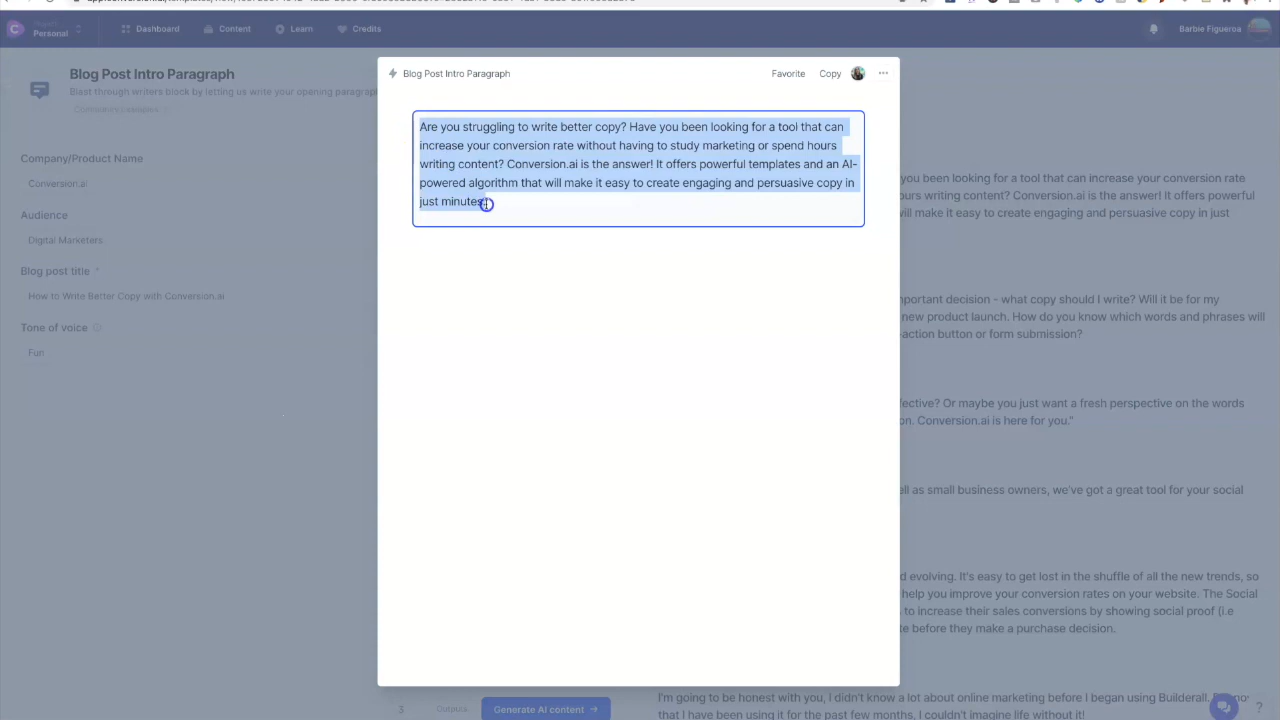 Personal
Dashboard
Content
Learn
Credits
Barbie Figueroa
Blog Post Intro Paragraph
Blast through writers block by letting us write your opening paragraph
Company/Product Name
Conversion.ai
Audience
Digital Marketers
Blog post title *
How to Write Better Copy with Conversion.ai
Tone of voice
Fun
Blog Post Intro Paragraph
Favorite
Copy
Are you struggling to write better copy? Have you been looking for a tool that can
increase your conversion rate without having to study marketing or spend hours
writing content? Conversion.ai is the answer! It offers powerful templates and an AI-
powered algorithm that will make it easy to create engaging and persuasive copy in
just minutes.
you been looking for a tool that can increase your conversion rate
ours writing content? Conversion.ai is the answer! It offers powerful
will make it easy to create engaging and persuasive copy in just
mportant decision - what copy should I write? Will it be for my
new product launch. How do you know which words and phrases will
-action button or form submission?
fective? Or maybe you just want a fresh perspective on the words
on. Conversion.ai is here for you."
ell as small business owners, we've got a great tool for your social
d evolving. It's easy to get lost in the shuffle of all the new trends, so
help you improve your conversion rates on your website. The Social
s to increase their sales conversions by showing social proof (i.e
te before they make a purchase decision.
I'm going to be honest with you, I didn't know a lot about online marketing before I began using Builderall.
that I have been using it for the past few months, I couldn't imagine life without it!
3
Outputs
Generate AI content →
?